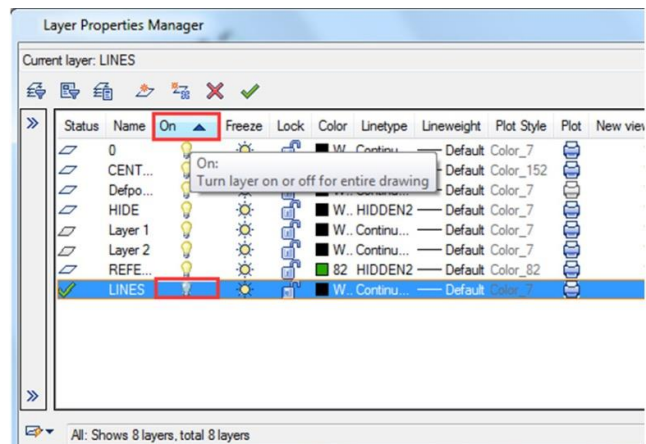 Layer Properties Manager
Current layer: LINES
Status Name On Freeze Lock Color Linetype Lineweight Plot Style Plot New view
0 W.. Continu... Default Color_7
CENT... Default Color_152
Defpo... Default Color_7
HIDE W.. HIDDEN2 Default Color_7
Layer 1 W.. Continu... Default Color_7
Layer 2 W.. Continu... Default Color_7
REFE... 82 HIDDEN2 Default Color_82
LINES W.. Continu... Default Color_7
On:
Turn layer on or off for entire drawing
All: Shows 8 layers, total 8 layers